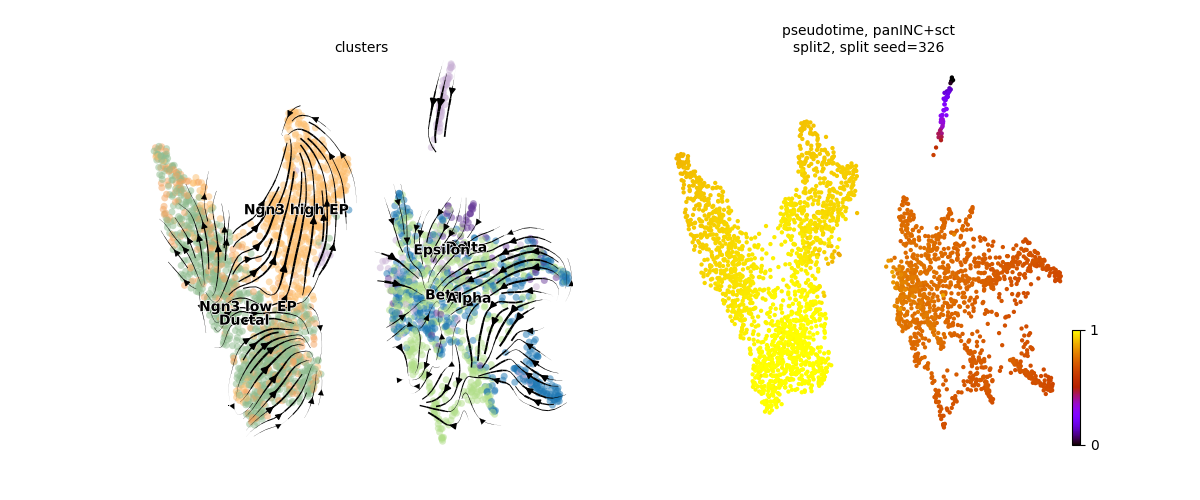 clusters
pseudotime, panINC+sct
split2, split seed=326
Ngn3 high EP
Delta
Epsilon
Beta
Alpha
Ngn3 low EP
Ductal
1
0